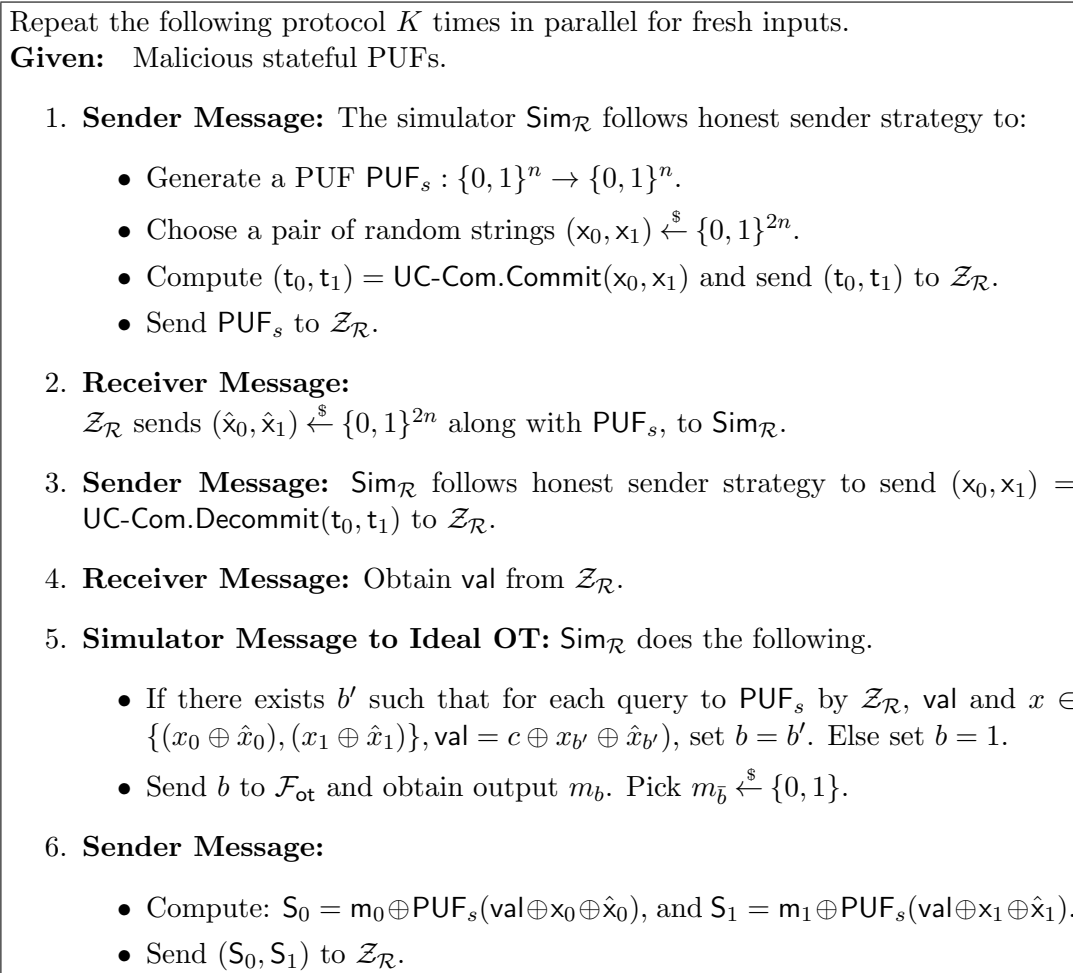 Repeat the following protocol K times in parallel for fresh inputs.
Given: Malicious stateful PUFs.
1. Sender Message: The simulator Sim_R follows honest sender strategy to:
• Generate a PUF PUF_s : {0, 1}^n → {0, 1}^n.
• Choose a pair of random strings (x_0, x_1) ←^$ {0, 1}^{2n}.
• Compute (t_0, t_1) = UC-Com.Commit(x_0, x_1) and send (t_0, t_1) to Z_R.
• Send PUF_s to Z_R.
2. Receiver Message:
Z_R sends (x̂_0, x̂_1) ←^$ {0, 1}^{2n} along with PUF_s, to Sim_R.
3. Sender Message: Sim_R follows honest sender strategy to send (x_0, x_1) =
UC-Com.Decommit(t_0, t_1) to Z_R.
4. Receiver Message: Obtain val from Z_R.
5. Simulator Message to Ideal OT: Sim_R does the following.
• If there exists b′ such that for each query to PUF_s by Z_R, val and x ∈
{(x_0 ⊕ x̂_0), (x_1 ⊕ x̂_1)}, val = c ⊕ x_{b′} ⊕ x̂_{b′}), set b = b′. Else set b = 1.
• Send b to F_ot and obtain output m_b. Pick m_{b̄} ←^$ {0, 1}.
6. Sender Message:
• Compute: S_0 = m_0⊕PUF_s(val⊕x_0⊕x̂_0), and S_1 = m_1⊕PUF_s(val⊕x_1⊕x̂_1).
• Send (S_0, S_1) to Z_R.